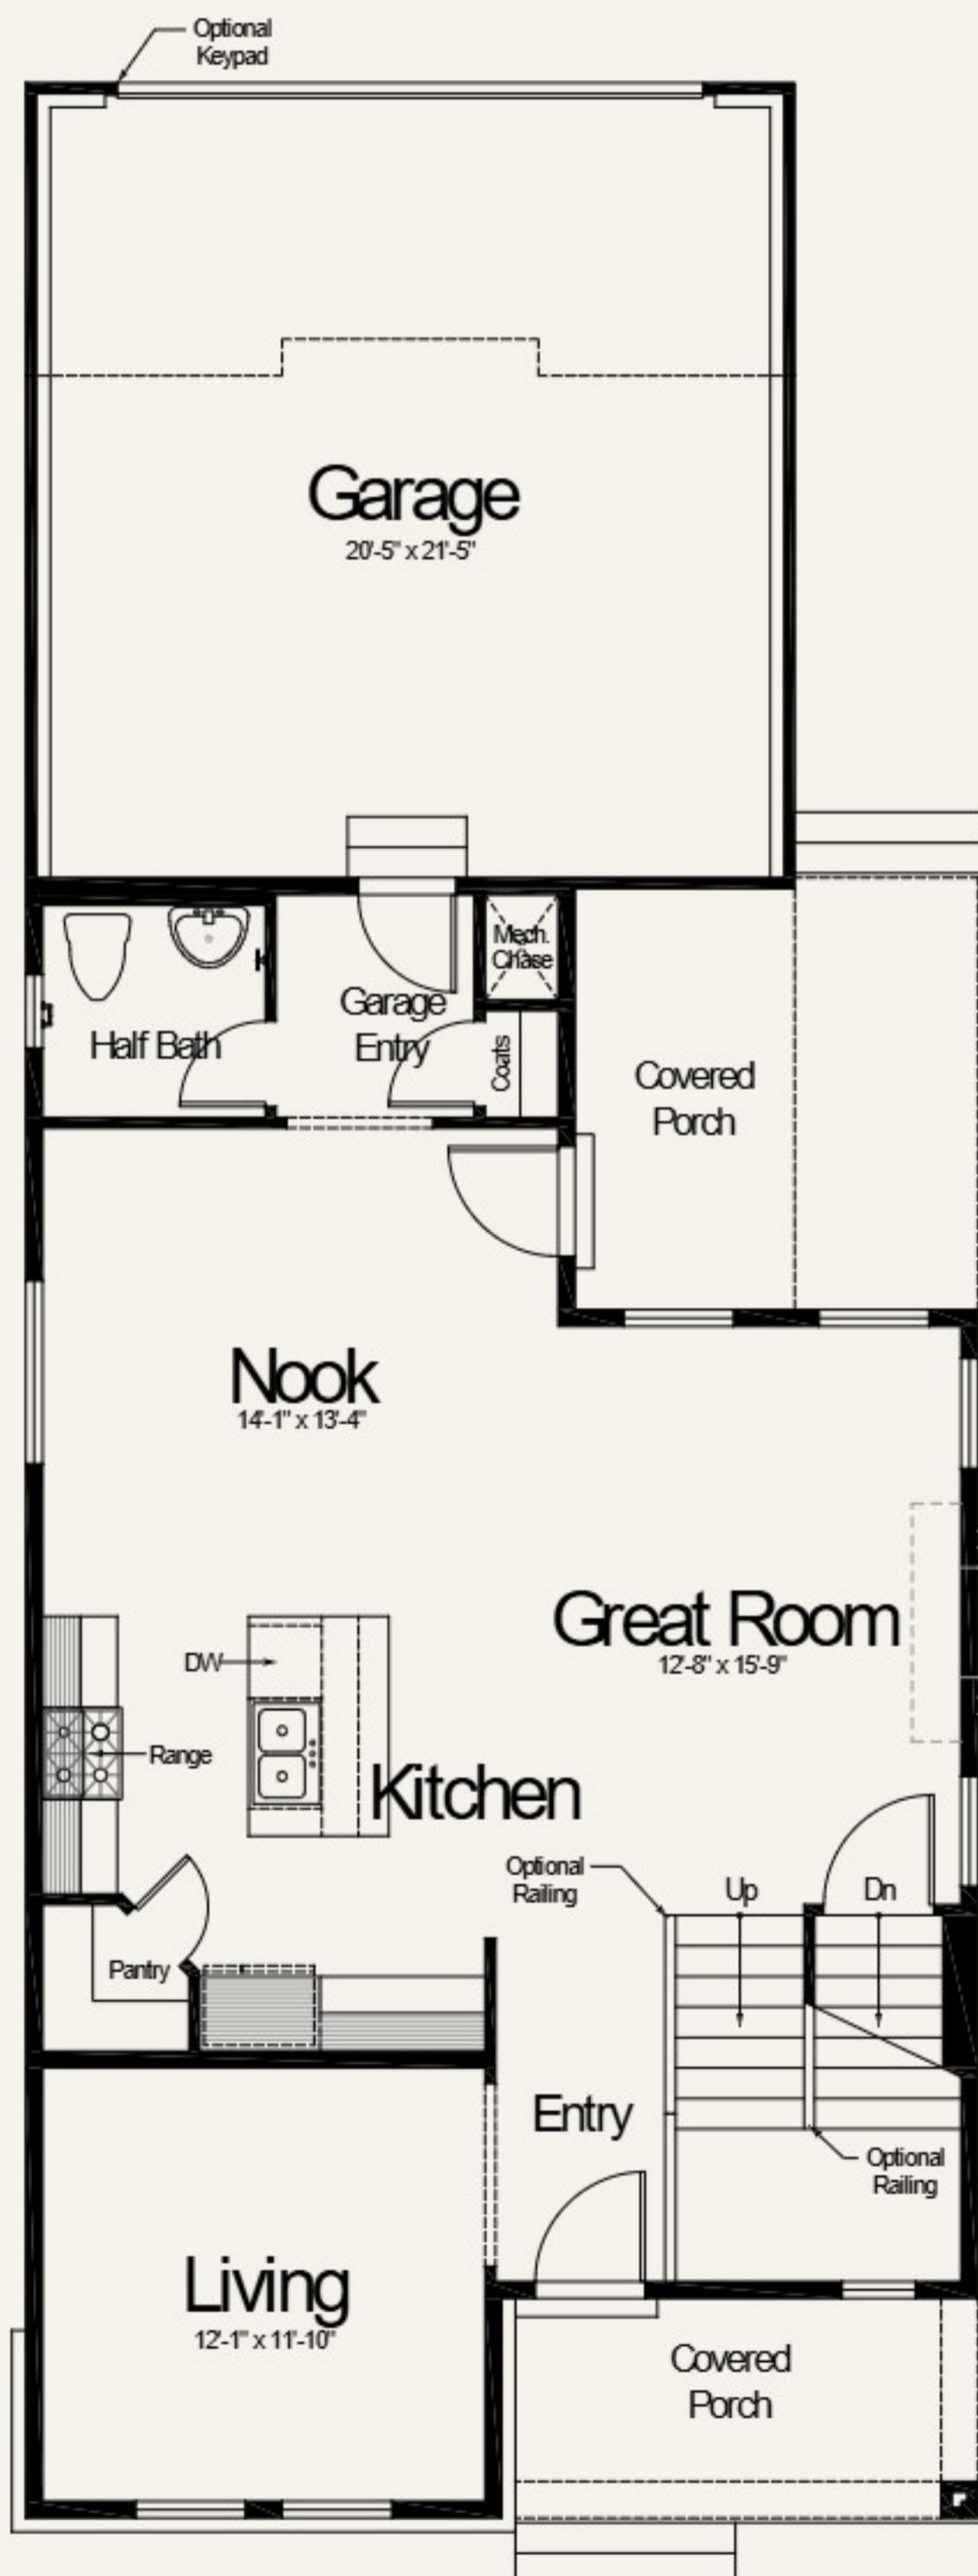 Optional
Keypad
Garage
20'-5" x 21'-5"
Mech.
Chase
Garage
Entry
Half Bath
Coats
Covered
Porch
Nook
14'-1" x 13'-4"
Great Room
12'-8" x 15'-9"
DW
Range
Kitchen
Optional
Railing
Up
Dn
Pantry
Entry
Optional
Railing
Living
12'-1" x 11'-10"
Covered
Porch